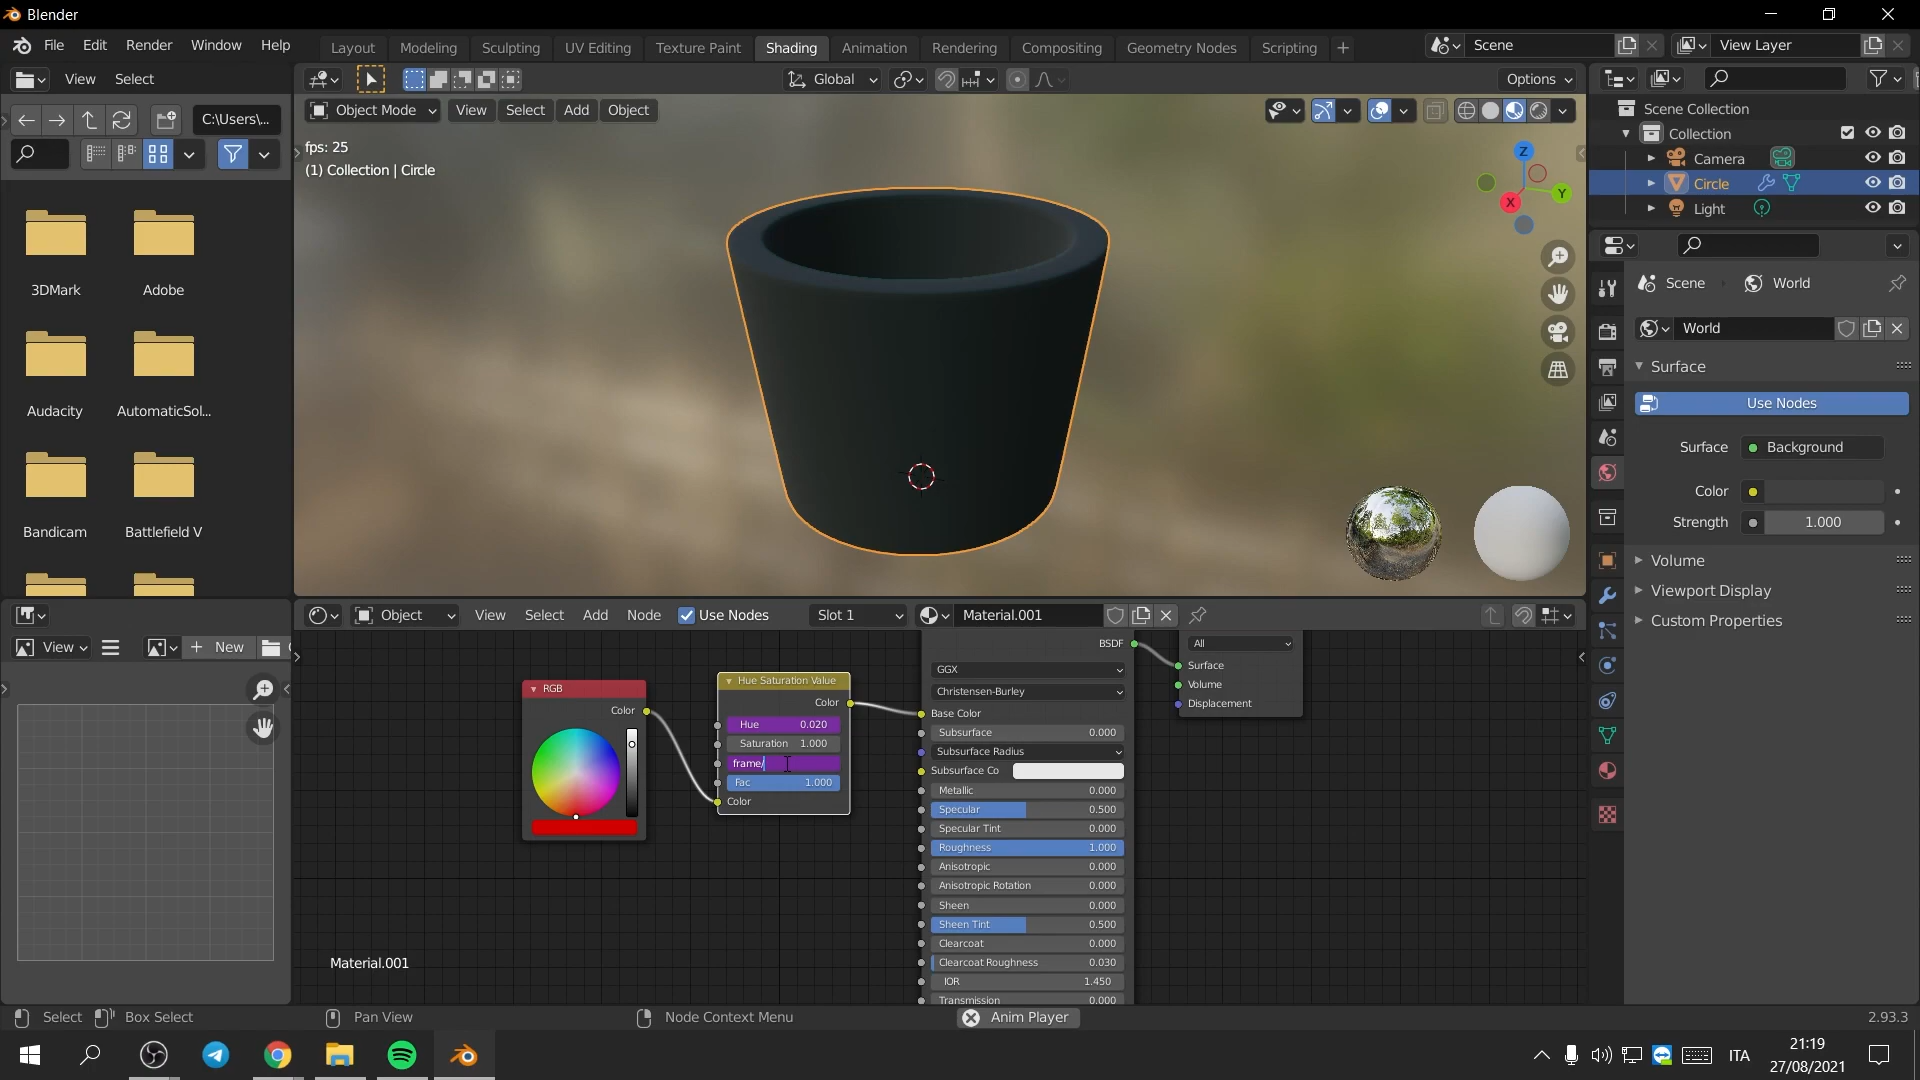 Blender
File Edit Render Window Help
Layout Modeling Sculpting UV Editing Texture Paint Shading Animation Rendering Compositing Geometry Nodes Scripting +
Scene
View Layer
View Select
Global
Options
C:\Users\...
Object Mode View Select Add Object
fps: 25
(1) Collection | Circle
Z
Y
X
3DMark Adobe
Audacity AutomaticSol...
Bandicam Battlefield V
Scene Collection
Collection
Camera
Circle
Light
Scene World
World
Surface
Use Nodes
Surface Background
Color
Strength 1.000
Volume
Viewport Display
Custom Properties
Object View Select Add Node Use Nodes Slot 1 Material.001
View + New
RGB
Color
Hue Saturation Value
Color
Hue 0.020
Saturation 1.000
frame/
Fac 1.000
Color
BSDF
GGX
Christensen-Burley
Base Color
Subsurface 0.000
Subsurface Radius
Subsurface Co
Metallic 0.000
Specular 0.500
Specular Tint 0.000
Roughness 1.000
Anisotropic 0.000
Anisotropic Rotation 0.000
Sheen 0.000
Sheen Tint 0.500
Clearcoat 0.000
Clearcoat Roughness 0.030
IOR 1.450
Transmission 0.000
All
Surface
Volume
Displacement
Material.001
Select Box Select Pan View Node Context Menu Anim Player 2.93.3
ITA
21:19
27/08/2021